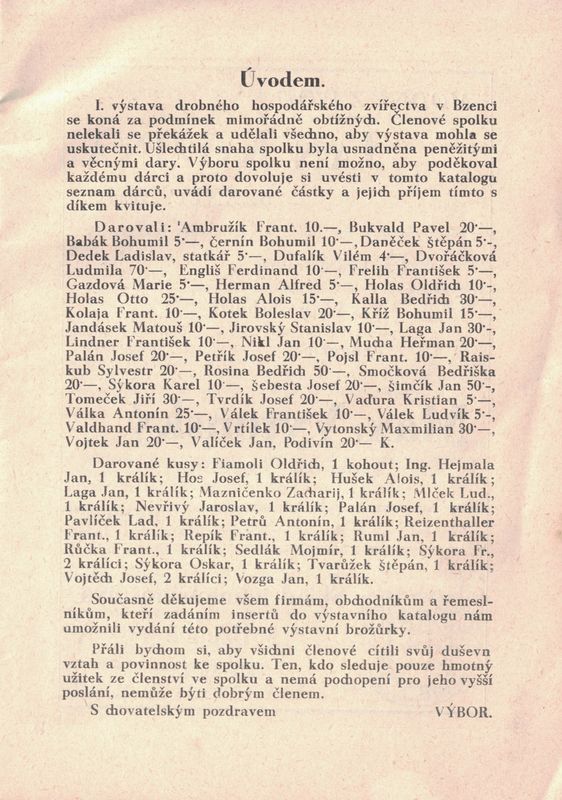 Úvodem.
I. výstava drobného hospodářského zvířectva v Bzenci
se koná za podmínek mimořádně obtížných. Členové spolku
nelekali se překážek a udělali všechno, aby výstava mohla se
uskutečnit. Ušlechtilá snaha spolku byla usnadněna peněžitými
a věcnými dary. Výboru spolku není možno, aby poděkoval
každému dárci a proto dovoluje si uvésti v tomto katalogu
seznam dárců, uvádí darované částky a jejich příjem tímto s
díkem kvituje.
Darovali: 'Ambružík Frant. 10.—, Bukvald Pavel 20·—,
Babák Bohumil 5·—, Černín Bohumil 10·—, Daněček Štěpán 5·-,
Dedek Ladislav, statkář 5·—, Dufalík Vilém 4·—, Dvořáčková
Ludmila 70·—, Engliš Ferdinand 10·—, Frelih František 5·—,
Gazdová Marie 5·—, Herman Alfred 5·—, Holas Oldřich 10·-,
Holas Otto 25·—, Holas Alois 15·—, Kalla Bedřich 30·—,
Kolaja Frant. 10·—, Kotek Boleslav 20·—, Kříž Bohumil 15·—,
Jandásek Matouš 10·—, Jirovský Stanislav 10·—, Laga Jan 30·-,
Lindner František 10·—, Nikl Jan 10·—, Mucha Heřman 20·—,
Palán Josef 20·—, Petřík Josef 20·—, Pojsl Frant. 10·—, Rais-
kub Sylvestr 20·—, Rosina Bedřich 50·—, Smočková Bedřiška
20·—, Sýkora Karel 10·—, Šebesta Josef 20·—, Šimčík Jan 50·-,
Tomeček Jiří 30·—, Tvrdík Josef 20·—, Vaďura Kristian 5·—,
Válka Antonín 25·—, Válek František 10·—, Válek Ludvík 5·-,
Valdhand Frant. 10·—, Vrtílek 10·—, Vytonský Maxmilian 30·—,
Vojtek Jan 20·—, Valíček Jan, Podivín 20·— K.
Darované kusy: Fiamoli Oldřich, 1 kohout; Ing. Hejmala
Jan, 1 králík; Hos Josef, 1 králík; Hušek Alois, 1 králík;
Laga Jan, 1 králík; Mazničenko Zacharij, 1 králík; Mlček Lud.,
1 králík; Nevřivý Jaroslav, 1 králík; Palán Josef, 1 králík;
Pavlíček Lad, 1 králík; Petrů Antonín, 1 králík; Reizenthaller
Frant., 1 králík; Repík Frant., 1 králík; Ruml Jan, 1 králík;
Růčka Frant., 1 králík; Sedlák Mojmír, 1 králík; Sýkora Fr.,
2 králíci; Sýkora Oskar, 1 králík; Tvarůžek Štěpán, 1 králík;
Vojtěch Josef, 2 králíci; Vozga Jan, 1 králík.
Současně děkujeme všem firmám, obchodníkům a řemesl-
níkům, kteří zadáním insertů do výstavního katalogu nám
umožnili vydání této potřebné výstavní brožůrky.
Přáli bychom si, aby všichni členové cítili svůj duševn
vztah a povinnost ke spolku. Ten, kdo sleduje pouze hmotný
užitek ze členství ve spolku a nemá pochopení pro jeho vyšší
poslání, nemůže býti dobrým členem.
S chovatelským pozdravem VÝBOR.